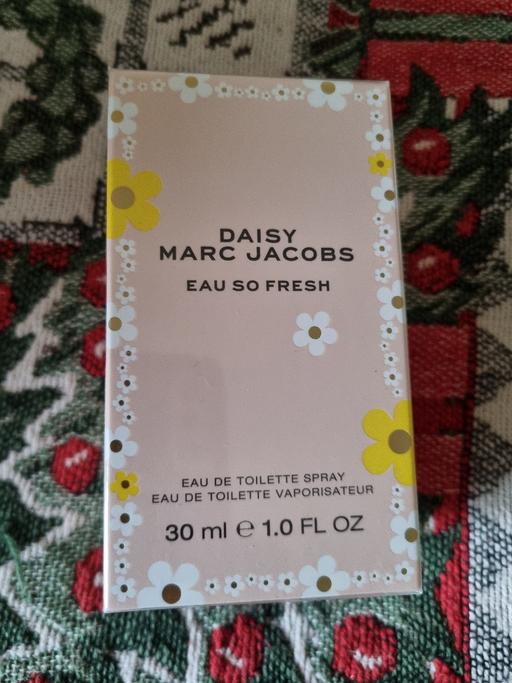 DAISY
MARC JACOBS
EAU SO FRESH
EAU DE TOILETTE SPRAY
EAU DE TOILETTE VAPORISATEUR
30 ml ℮ 1.0 FL OZ